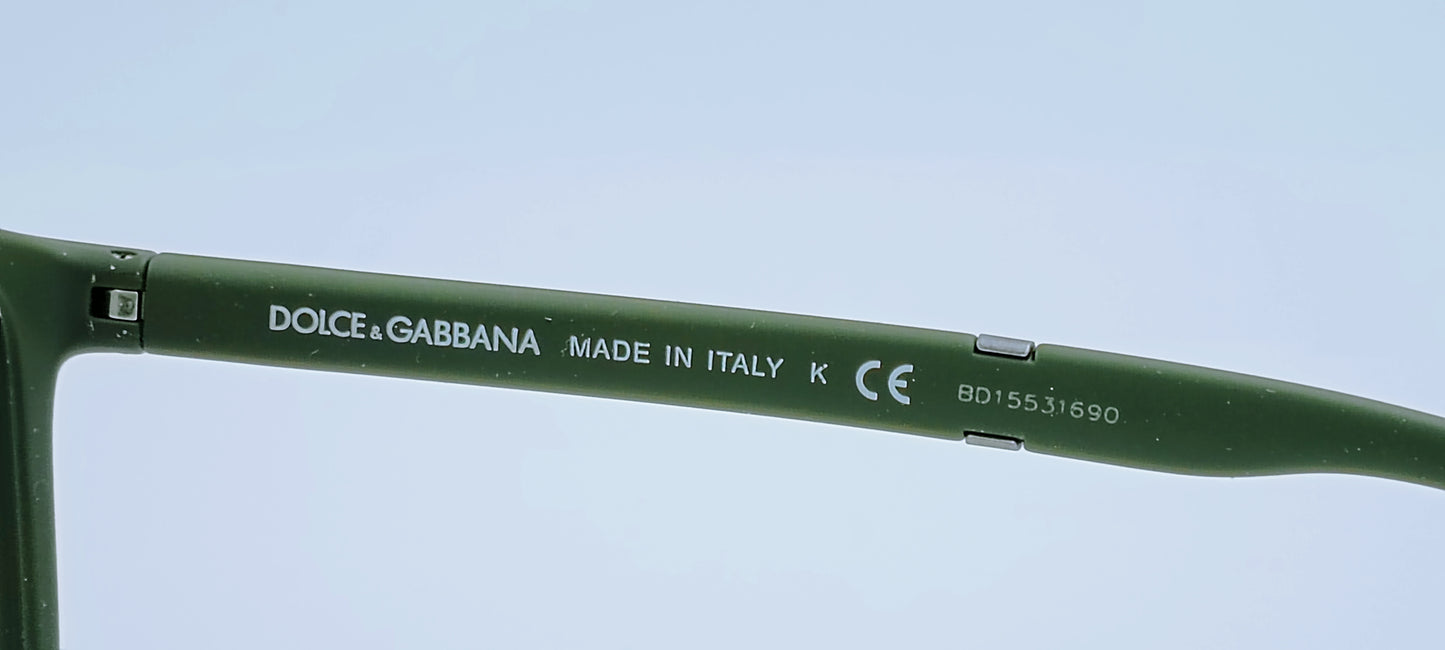 DOLCE & GABBANA MADE IN ITALY K CE BD15531690